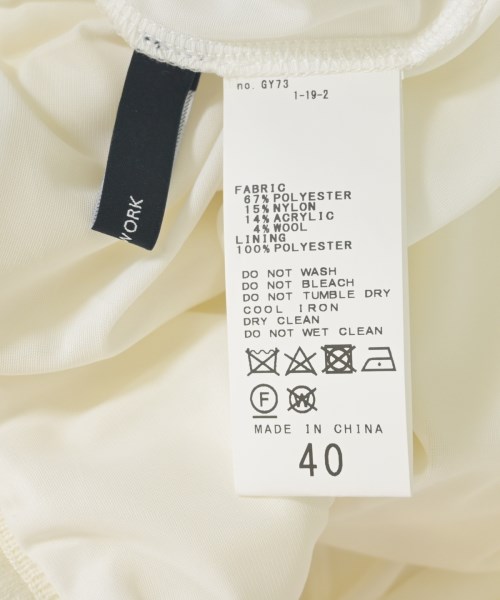 no. GY73
1-19-2
WORK
FABRIC
67% POLYESTER
15% NYLON
14% ACRYLIC
4% WOOL
LINING
100% POLYESTER
DO NOT WASH
DO NOT BLEACH
DO NOT TUMBLE DRY
COOL IRON
DRY CLEAN
DO NOT WET CLEAN
F W
MADE IN CHINA
40